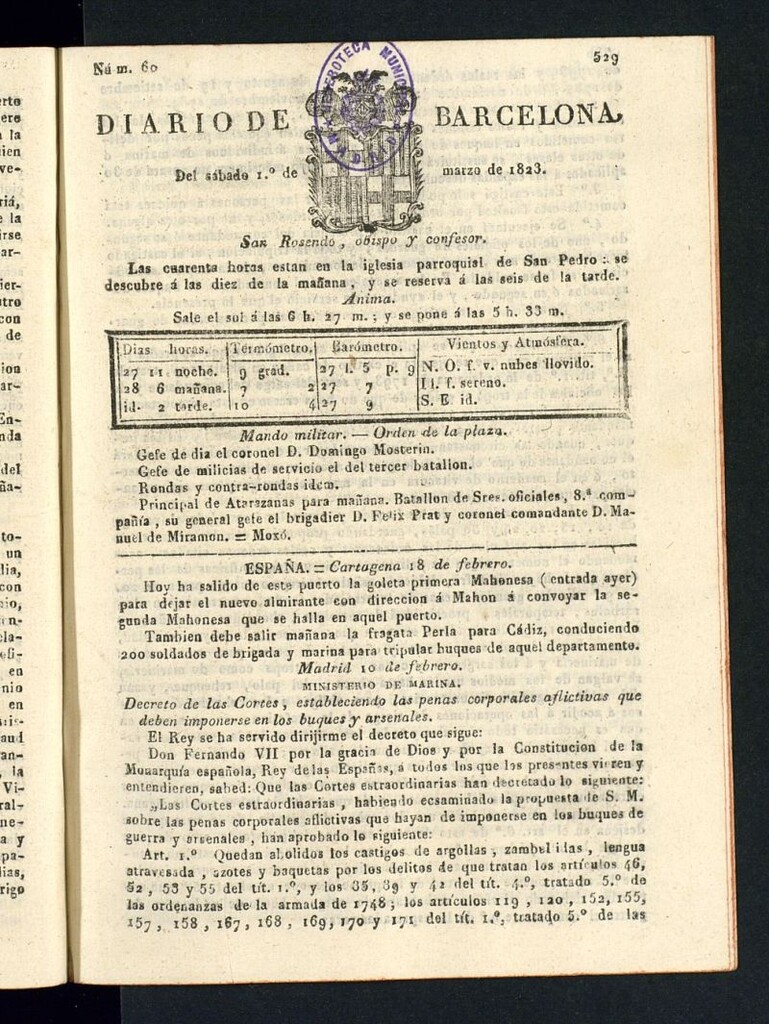 Núm. 60
529
HEMEROTECA MUNICIPAL
MADRID
DIARIO DE BARCELONA,
Del sábado 1.º de marzo de 1823.
San Rosendo, obispo y confesor.
Las cuarenta horas estan en la iglesia parroquial de San Pedro: se
descubre á las diez de la mañana, y se reserva á las seis de la tarde.
Anima.
Sale el sol á las 6 h. 27 m.; y se pone á las 5 h. 33 m.
Dias horas. Termómetro. Barómetro. Vientos y Atmósfera.
27 11 noche. 9 grad. 27 l. 5 p. 9 N. O. f. v. nubes llovido.
28 6 mañana. 7 2 27 7 Id. f. sereno.
id. 2 tarde. 10 4 27 9 S. E. id.
Mando militar. — Orden de la plaza.
Gefe de dia el coronel D. Domingo Mosterin.
Gefe de milicias de servicio el del tercer batallon.
Rondas y contra-rondas idem.
Principal de Atarazanas para mañana. Batallon de Sres. oficiales, 8.ª com-
pañía, su general gefe el brigadier D. Felix Prat y coronel comandante D. Ma-
nuel de Miramon. = Moxó.
ESPAÑA. = Cartagena 18 de febrero.
Hoy ha salido de este puerto la goleta primera Mahonesa (entrada ayer)
para dejar el nuevo almirante con direccion á Mahon á convoyar la se-
gunda Mahonesa que se halla en aquel puerto.
Tambien debe salir mañana la fragata Perla para Cádiz, conduciendo
200 soldados de brigada y marina para tripular buques de aquel departamento.
Madrid 10 de febrero.
MINISTERIO DE MARINA.
Decreto de las Cortes, estableciendo las penas corporales aflictivas que
deben imponerse en los buques y arsenales.
El Rey se ha servido dirijirme el decreto que sigue:
Don Fernando VII por la gracia de Dios y por la Constitucion de la
Monarquía española, Rey de las Españas, á todos los que las presentes vieren y
entendieren, sabed: Que las Cortes estraordinarias han decretado lo siguiente:
„Las Cortes estraordinarias, habiendo ecsaminado la propuesta de S. M.
sobre las penas corporales aflictivas que hayan de imponerse en los buques de
guerra y arsenales, han aprobado lo siguiente:
Art. 1.º Quedan abolidos los castigos de argollas, zambullidas, lengua
atravesada, azotes y baquetas por los delitos de que tratan los artículos 46,
52, 53 y 55 del tít. 1.º, y los 35, 39 y 42 del tít. 4.º, tratado 5.º de
las ordenanzas de la armada de 1748; los artículos 119, 120, 152, 155,
157, 158, 167, 168, 169, 170 y 171 del tít. 1.º, tratado 5.º de las